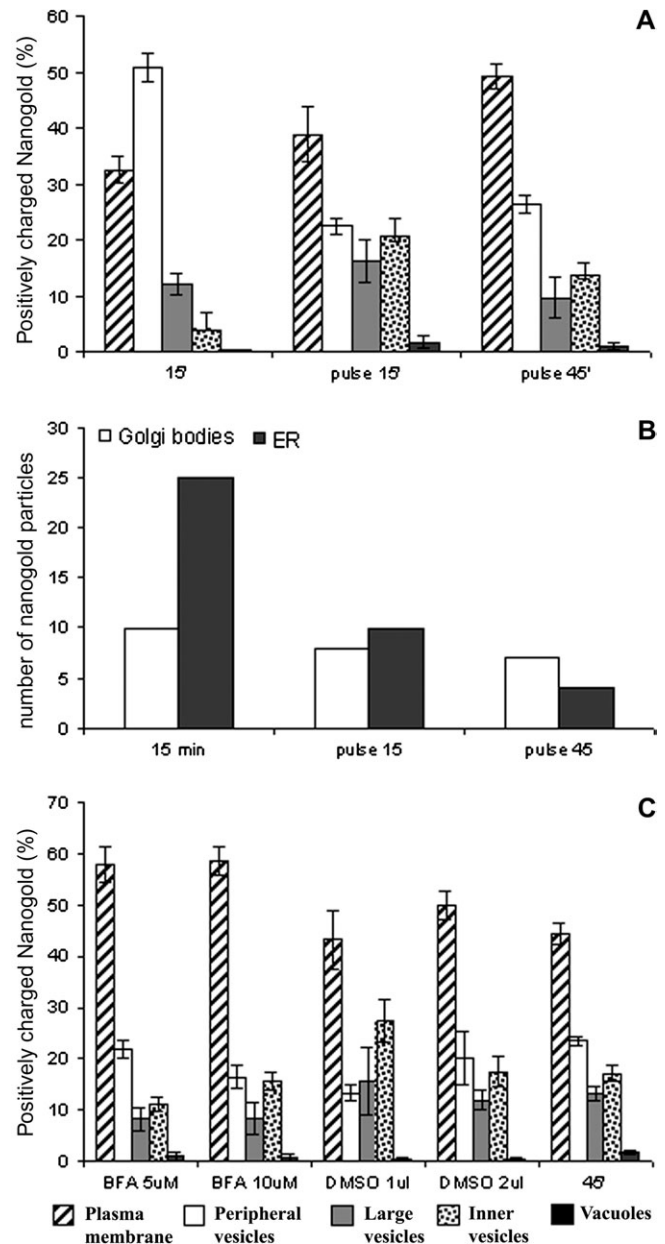 A
Positively charged Nanogold (%)
60
50
40
30
20
10
0
15'
pulse 15'
pulse 45'
B
Golgi bodies
ER
number of nanogold particles
30
25
20
15
10
5
0
15 min
pulse 15
pulse 45
C
Positively charged Nanogold (%)
70
60
50
40
30
20
10
0
BFA 5uM
BFA 10uM
DMSO 1ul
DMSO 2ul
45'
Plasma membrane
Peripheral vesicles
Large vesicles
Inner vesicles
Vacuoles